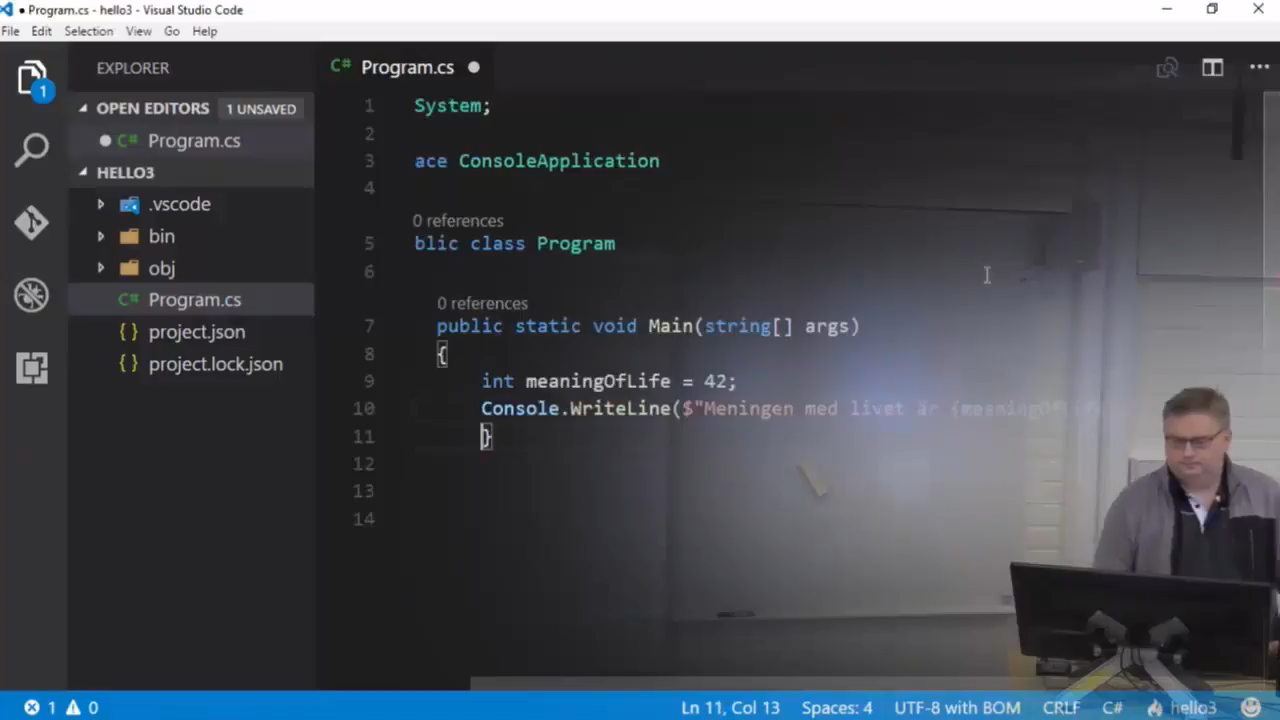 Program.cs - hello3 - Visual Studio Code
File Edit Selection View Go Help
EXPLORER
OPEN EDITORS 1 UNSAVED
C# Program.cs
HELLO3
.vscode
bin
obj
C# Program.cs
{} project.json
{} project.lock.json
1
C# Program.cs
1 System;
2
3 ace ConsoleApplication
4
0 references
5 blic class Program
6
0 references
7 public static void Main(string[] args)
8 {
9 int meaningOfLife = 42;
10 Console.WriteLine($"Meningen med livet är {meaningOf
11 }
12
13
14
1 0 Ln 11, Col 13 Spaces: 4 UTF-8 with BOM CRLF C# hello3